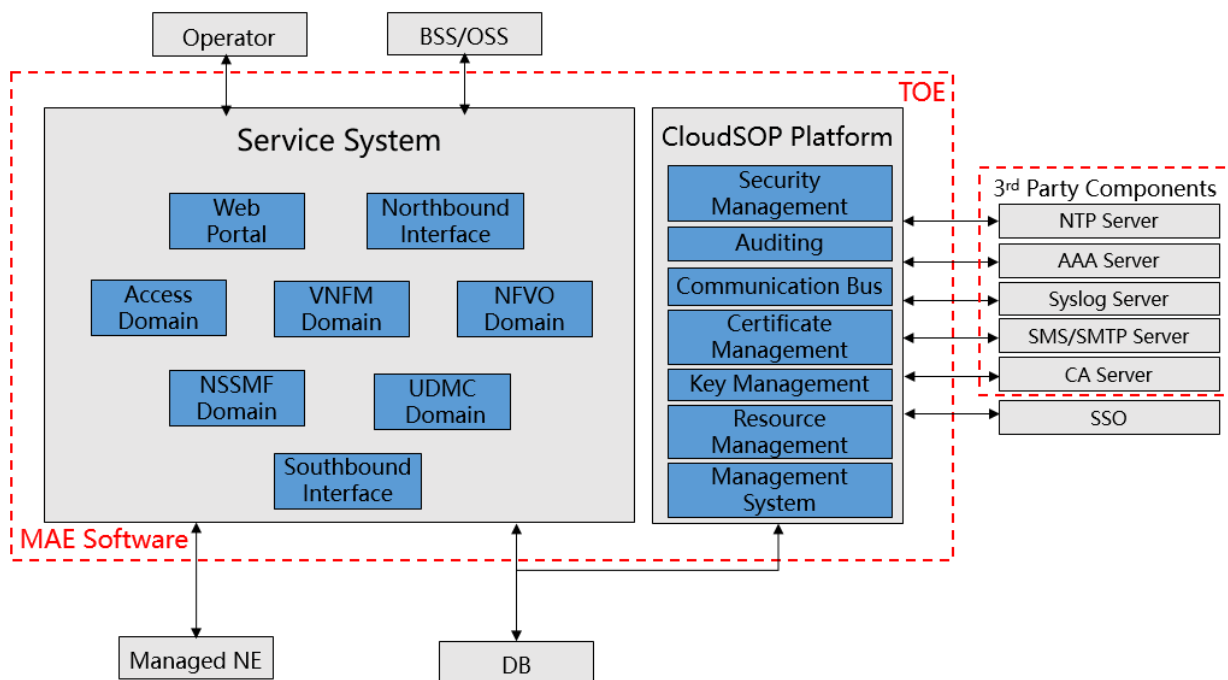 Operator
BSS/OSS
TOE
Service System
CloudSOP Platform
Web
Portal
Northbound
Interface
Access
Domain
VNFM
Domain
NFVO
Domain
NSSMF
Domain
UDMC
Domain
Southbound
Interface
Security
Management
Auditing
Communication Bus
Certificate
Management
Key Management
Resource
Management
Management
System
3rd Party Components
NTP Server
AAA Server
Syslog Server
SMS/SMTP Server
CA Server
SSO
MAE Software
Managed NE
DB